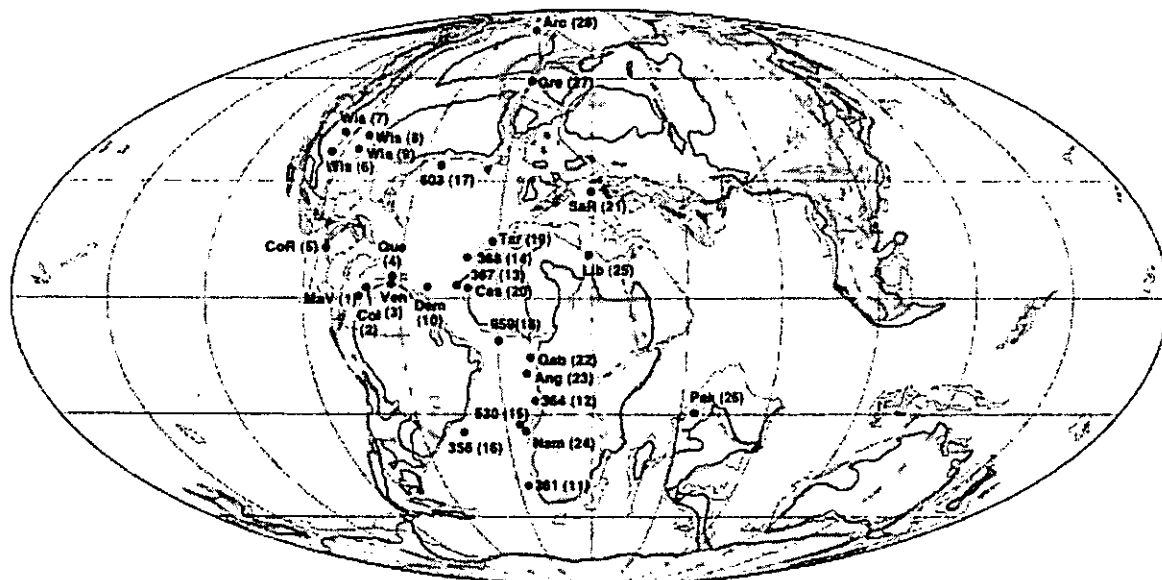 Arc (28)
Gre (27)
Wis (7)
Wis (8)
Wis (9)
Wis (6)
603 (17)
SaR (21)
Tar (19)
CoR (5)
Que
(4)
368 (14)
Lib (25)
367 (13)
Cas (20)
MaV (1)
Ven
(3)
Col
(2)
Dem
(10)
659 (18)
Gab (22)
Ang (23)
364 (12)
Pak (26)
530 (15)
Nam (24)
356 (16)
361 (11)